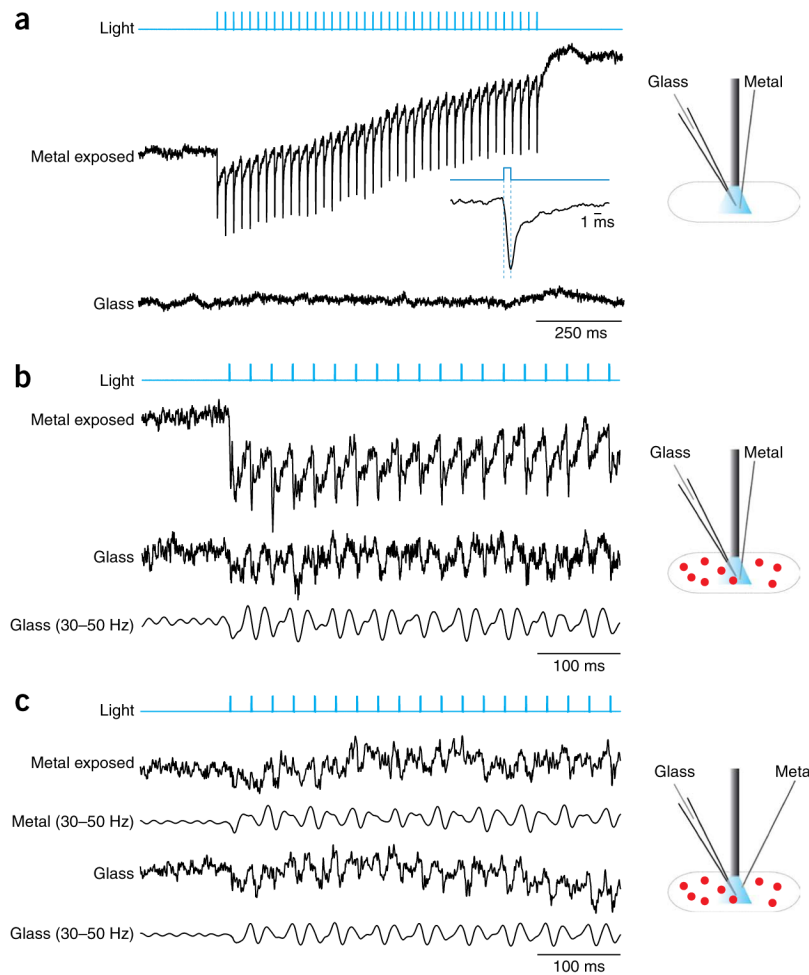 a
Light
Glass Metal
Metal exposed
1 ms
Glass
250 ms
b
Light
Metal exposed
Glass Metal
Glass
Glass (30–50 Hz)
100 ms
c
Light
Metal exposed
Glass Meta
Metal (30–50 Hz)
Glass
Glass (30–50 Hz)
100 ms